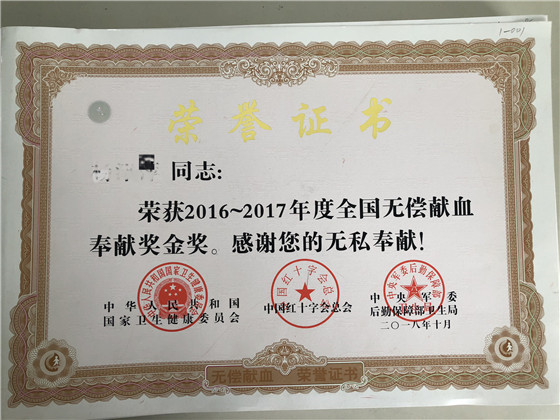 1-001
荣誉证书
同志：
荣获2016~2017年度全国无偿献血
奉献奖金奖。感谢您的无私奉献！
中华人民共和国
国家卫生健康委员会
中国红十字会总会
中央军委
后勤保障部卫生局
二〇一八年十月
无偿献血 荣誉证书